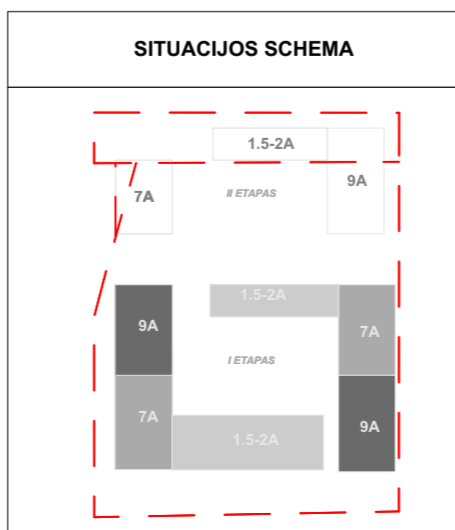 SITUACIJOS SCHEMA
1.5-2A
7A
II ETAPAS
9A
1.5-2A
9A
7A
I ETAPAS
7A
1.5-2A
9A